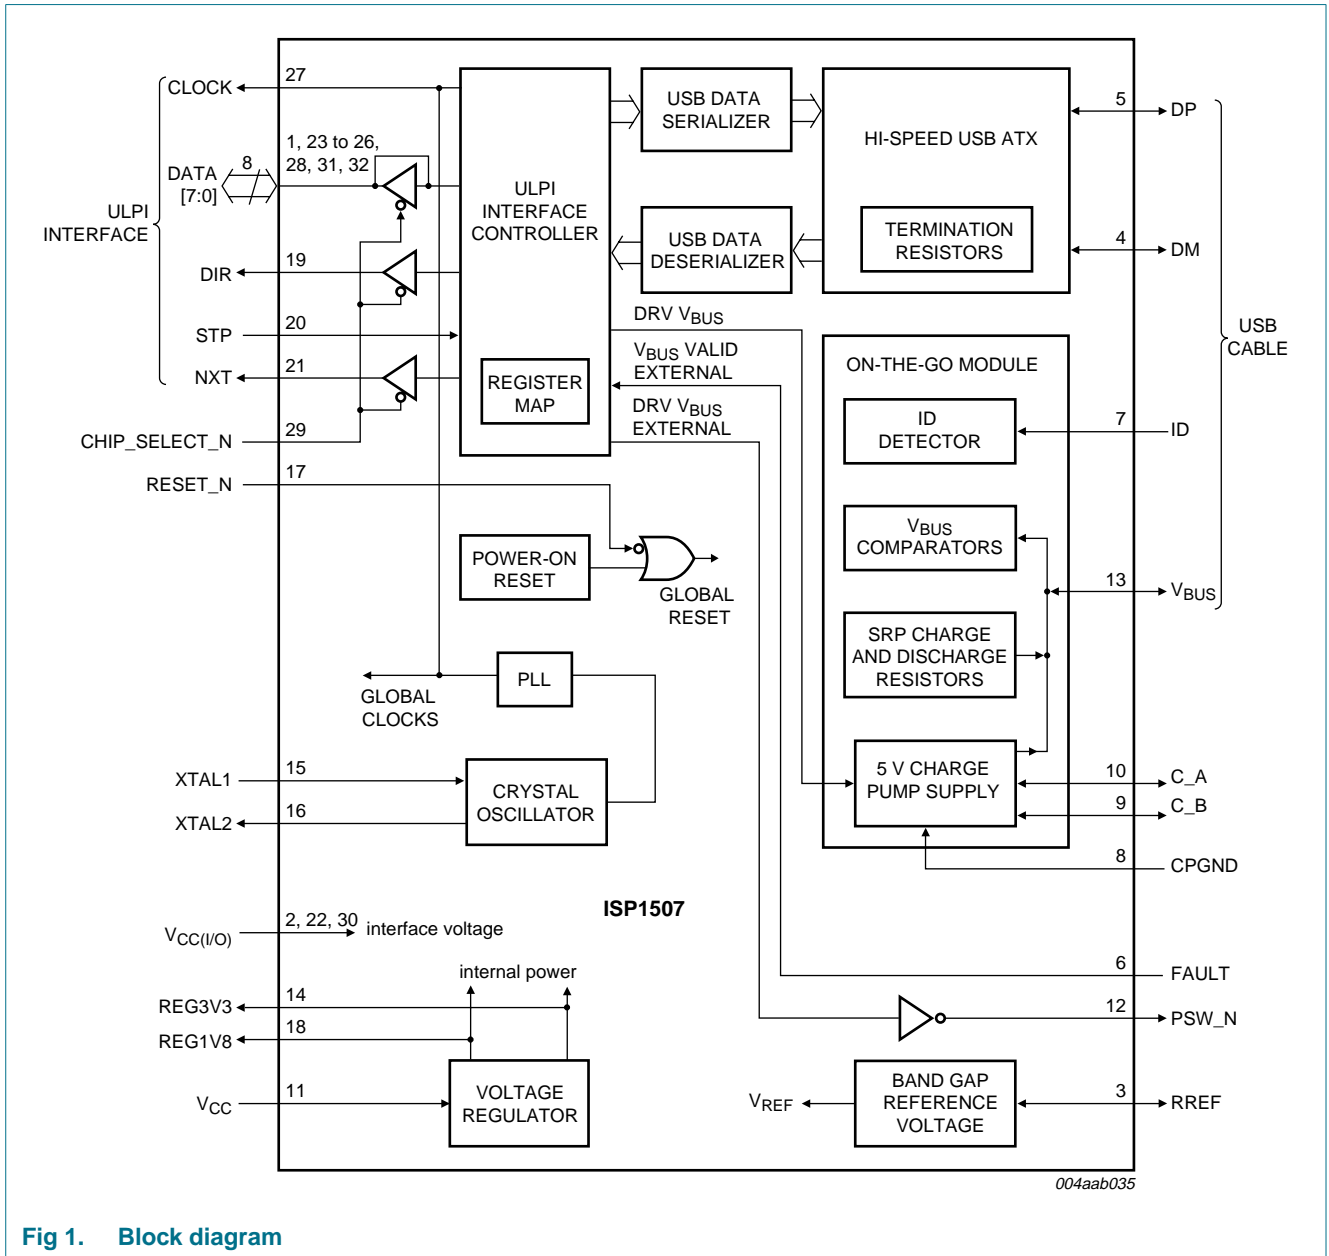 CLOCK
27
1, 23 to 26,
28, 31, 32
DATA
[7:0]
8
ULPI
INTERFACE
DIR
19
STP
20
NXT
21
CHIP_SELECT_N
29
RESET_N
17
ULPI
INTERFACE
CONTROLLER
REGISTER
MAP
USB DATA
SERIALIZER
USB DATA
DESERIALIZER
HI-SPEED USB ATX
TERMINATION
RESISTORS
5
DP
4
DM
USB
CABLE
DRV VBUS
VBUS VALID
EXTERNAL
DRV VBUS
EXTERNAL
ON-THE-GO MODULE
ID
DETECTOR
7
ID
VBUS
COMPARATORS
13
VBUS
SRP CHARGE
AND DISCHARGE
RESISTORS
5 V CHARGE
PUMP SUPPLY
10
C_A
9
C_B
8
CPGND
POWER-ON
RESET
GLOBAL
RESET
PLL
GLOBAL
CLOCKS
XTAL1
15
XTAL2
16
CRYSTAL
OSCILLATOR
ISP1507
VCC(I/O)
2, 22, 30
interface voltage
internal power
REG3V3
14
REG1V8
18
VCC
11
VOLTAGE
REGULATOR
6
FAULT
12
PSW_N
VREF
BAND GAP
REFERENCE
VOLTAGE
3
RREF
004aab035
Fig 1. Block diagram